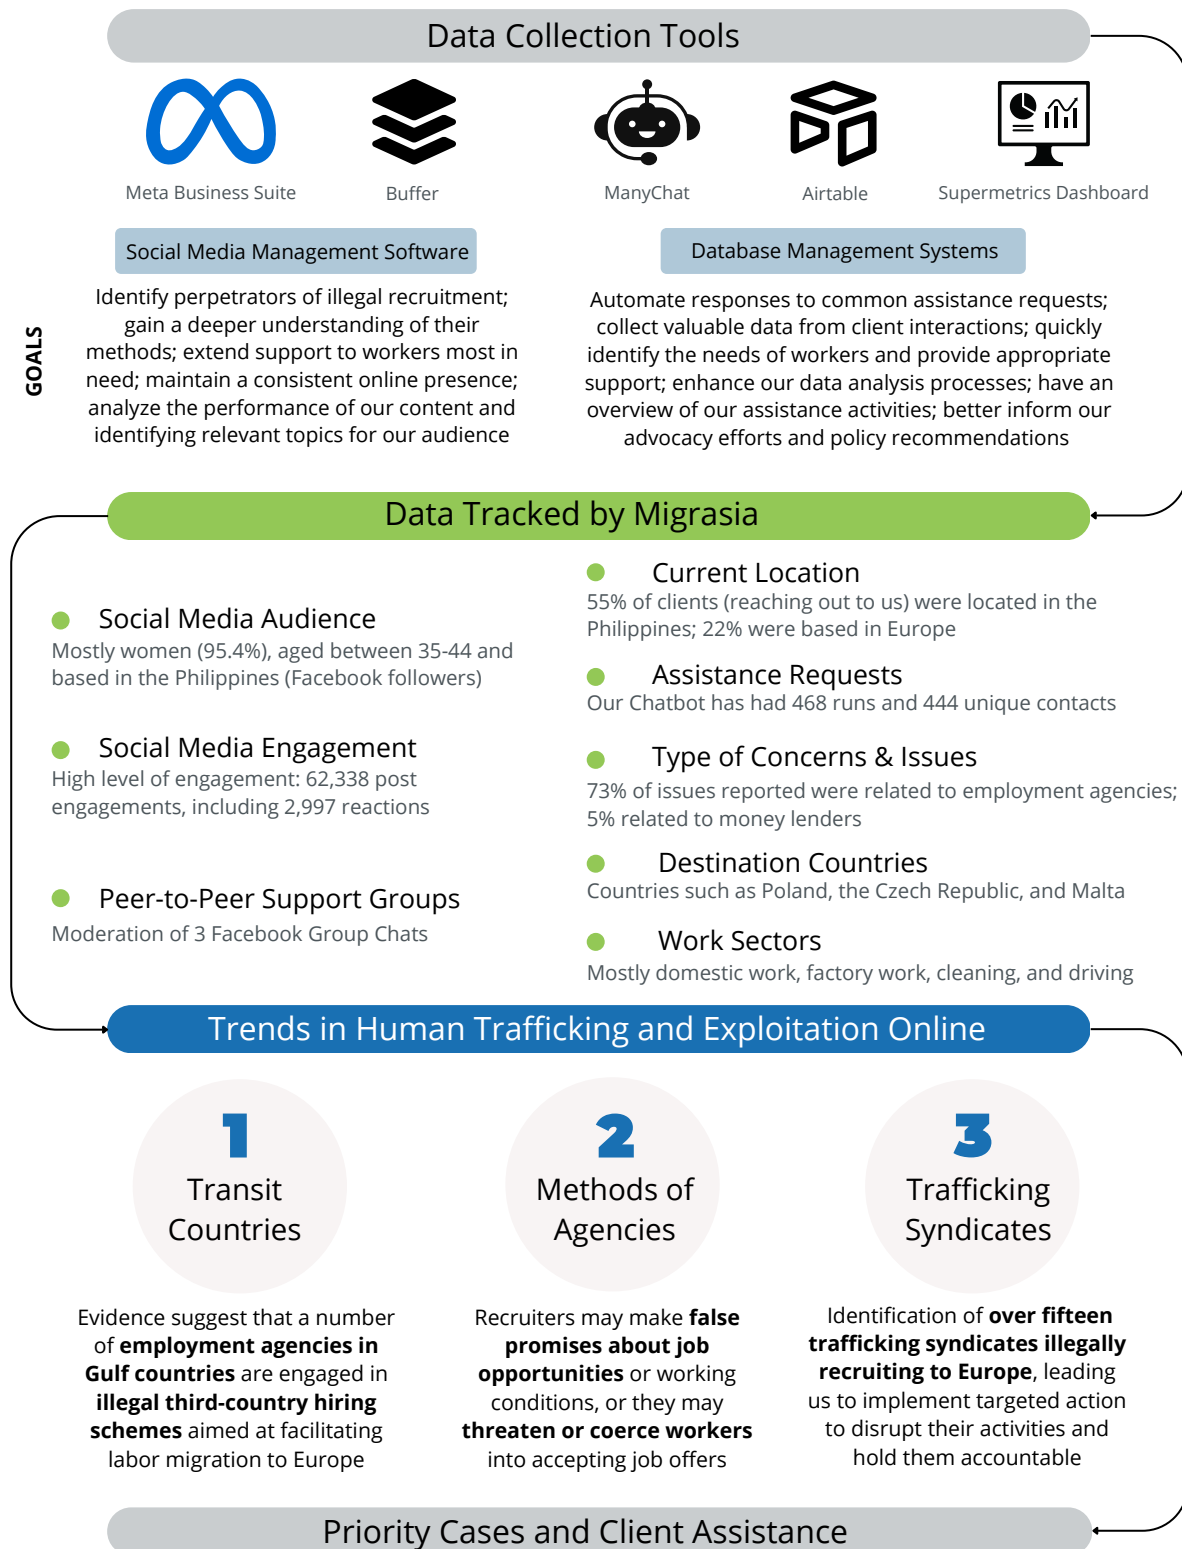 Data Collection Tools
Meta Business Suite
Buffer
ManyChat
Airtable
Supermetrics Dashboard
Social Media Management Software
Database Management Systems
GOALS
Identify perpetrators of illegal recruitment;
gain a deeper understanding of their
methods; extend support to workers most in
need; maintain a consistent online presence;
analyze the performance of our content and
identifying relevant topics for our audience
Automate responses to common assistance requests;
collect valuable data from client interactions; quickly
identify the needs of workers and provide appropriate
support; enhance our data analysis processes; have an
overview of our assistance activities; better inform our
advocacy efforts and policy recommendations
Data Tracked by Migrasia
Social Media Audience
Mostly women (95.4%), aged between 35-44 and
based in the Philippines (Facebook followers)
Social Media Engagement
High level of engagement: 62,338 post
engagements, including 2,997 reactions
Peer-to-Peer Support Groups
Moderation of 3 Facebook Group Chats
Current Location
55% of clients (reaching out to us) were located in the
Philippines; 22% were based in Europe
Assistance Requests
Our Chatbot has had 468 runs and 444 unique contacts
Type of Concerns & Issues
73% of issues reported were related to employment agencies;
5% related to money lenders
Destination Countries
Countries such as Poland, the Czech Republic, and Malta
Work Sectors
Mostly domestic work, factory work, cleaning, and driving
Trends in Human Trafficking and Exploitation Online
1
Transit
Countries
Evidence suggest that a number
of employment agencies in
Gulf countries are engaged in
illegal third-country hiring
schemes aimed at facilitating
labor migration to Europe
2
Methods of
Agencies
Recruiters may make false
promises about job
opportunities or working
conditions, or they may
threaten or coerce workers
into accepting job offers
3
Trafficking
Syndicates
Identification of over fifteen
trafficking syndicates illegally
recruiting to Europe, leading
us to implement targeted action
to disrupt their activities and
hold them accountable
Priority Cases and Client Assistance